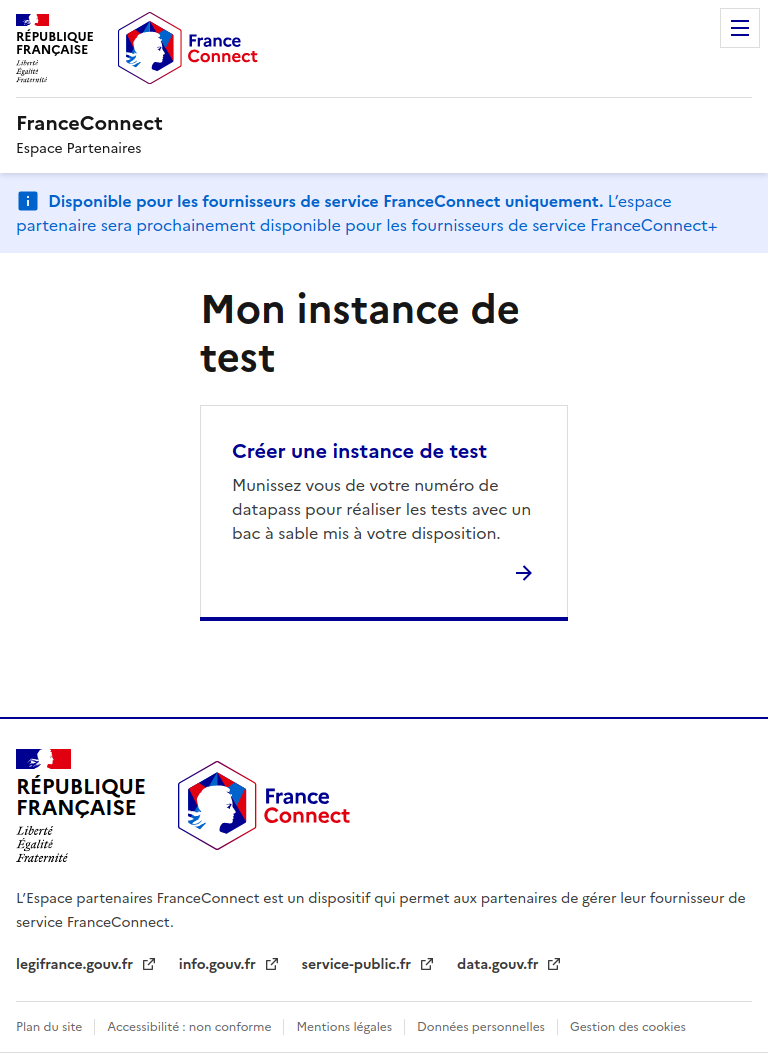 RÉPUBLIQUE
FRANÇAISE
Liberté
Égalité
Fraternité
France
Connect
FranceConnect
Espace Partenaires
Disponible pour les fournisseurs de service FranceConnect uniquement. L’espace
partenaire sera prochainement disponible pour les fournisseurs de service FranceConnect+
Mon instance de
test
Créer une instance de test
Munissez vous de votre numéro de
datapass pour réaliser les tests avec un
bac à sable mis à votre disposition.
RÉPUBLIQUE
FRANÇAISE
Liberté
Égalité
Fraternité
France
Connect
L’Espace partenaires FranceConnect est un dispositif qui permet aux partenaires de gérer leur fournisseur de
service FranceConnect.
legifrance.gouv.fr info.gouv.fr service-public.fr data.gouv.fr
Plan du site Accessibilité : non conforme Mentions légales Données personnelles Gestion des cookies